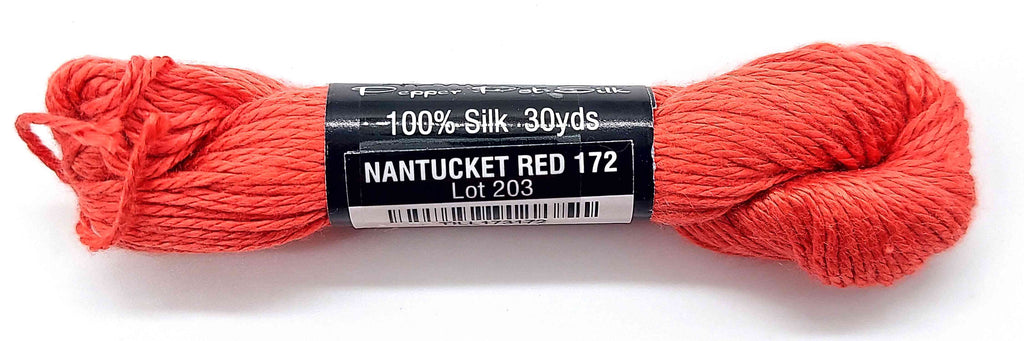 Pepper Pot Silk
100% Silk 30yds
NANTUCKET RED 172
Lot 203